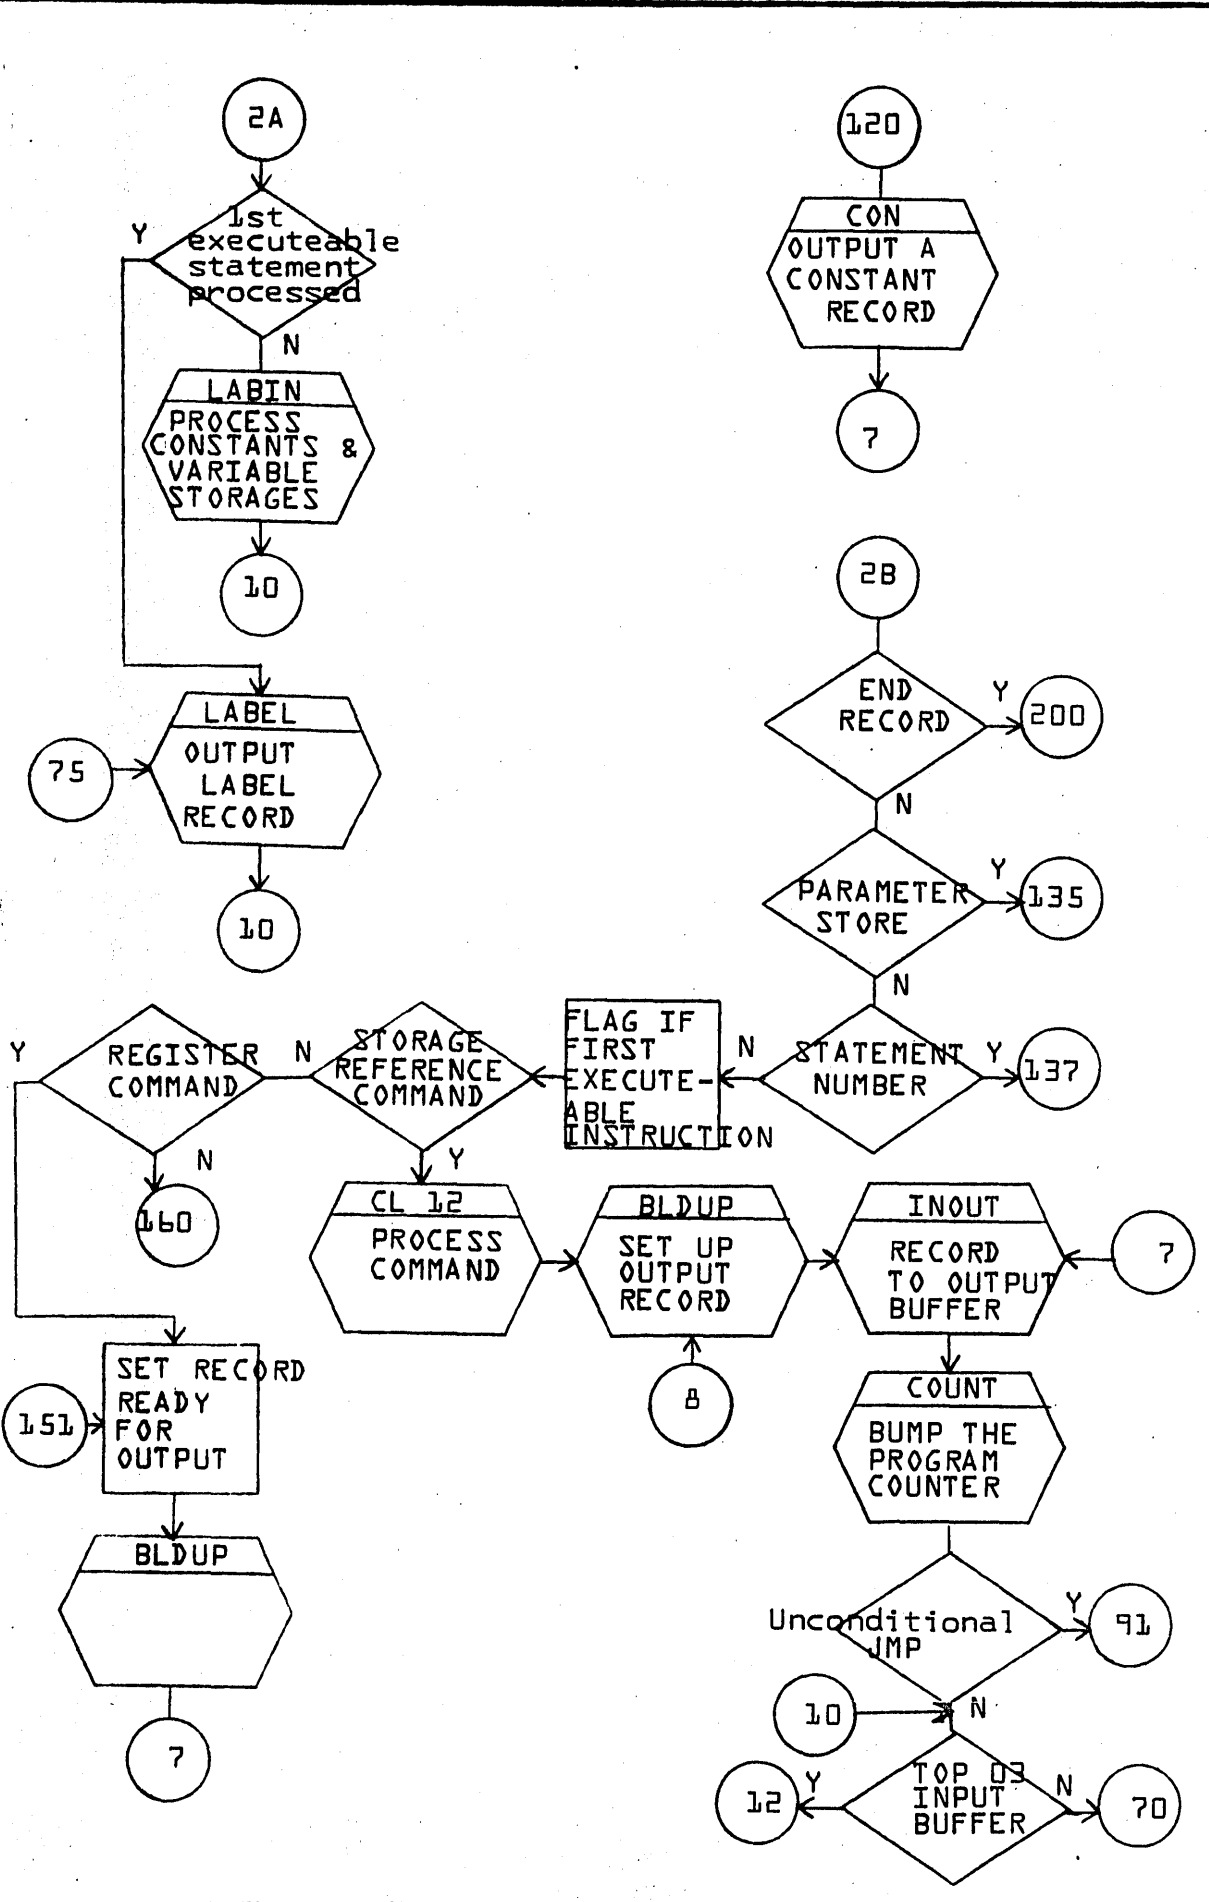 2A
1st
executeable
statement
processed
Y
N
LABIN
PROCESS
CONSTANTS &
VARIABLE
STORAGES
10
LABEL
OUTPUT
LABEL
RECORD
75
10
120
CON
OUTPUT A
CONSTANT
RECORD
7
2B
END
RECORD
Y
200
N
PARAMETER
STORE
Y
135
N
STATEMENT
NUMBER
Y
137
N
FLAG IF
FIRST
EXECUTE-
ABLE
INSTRUCTION
STORAGE
REFERENCE
COMMAND
N
Y
REGISTER
COMMAND
Y
N
160
CL 12
PROCESS
COMMAND
BLDUP
SET UP
OUTPUT
RECORD
8
INOUT
RECORD
TO OUTPUT
BUFFER
7
COUNT
BUMP THE
PROGRAM
COUNTER
SET RECORD
READY
FOR
OUTPUT
151
BLDUP
7
Unconditional
JMP
Y
91
N
10
TOP 03
INPUT
BUFFER
Y
12
N
70